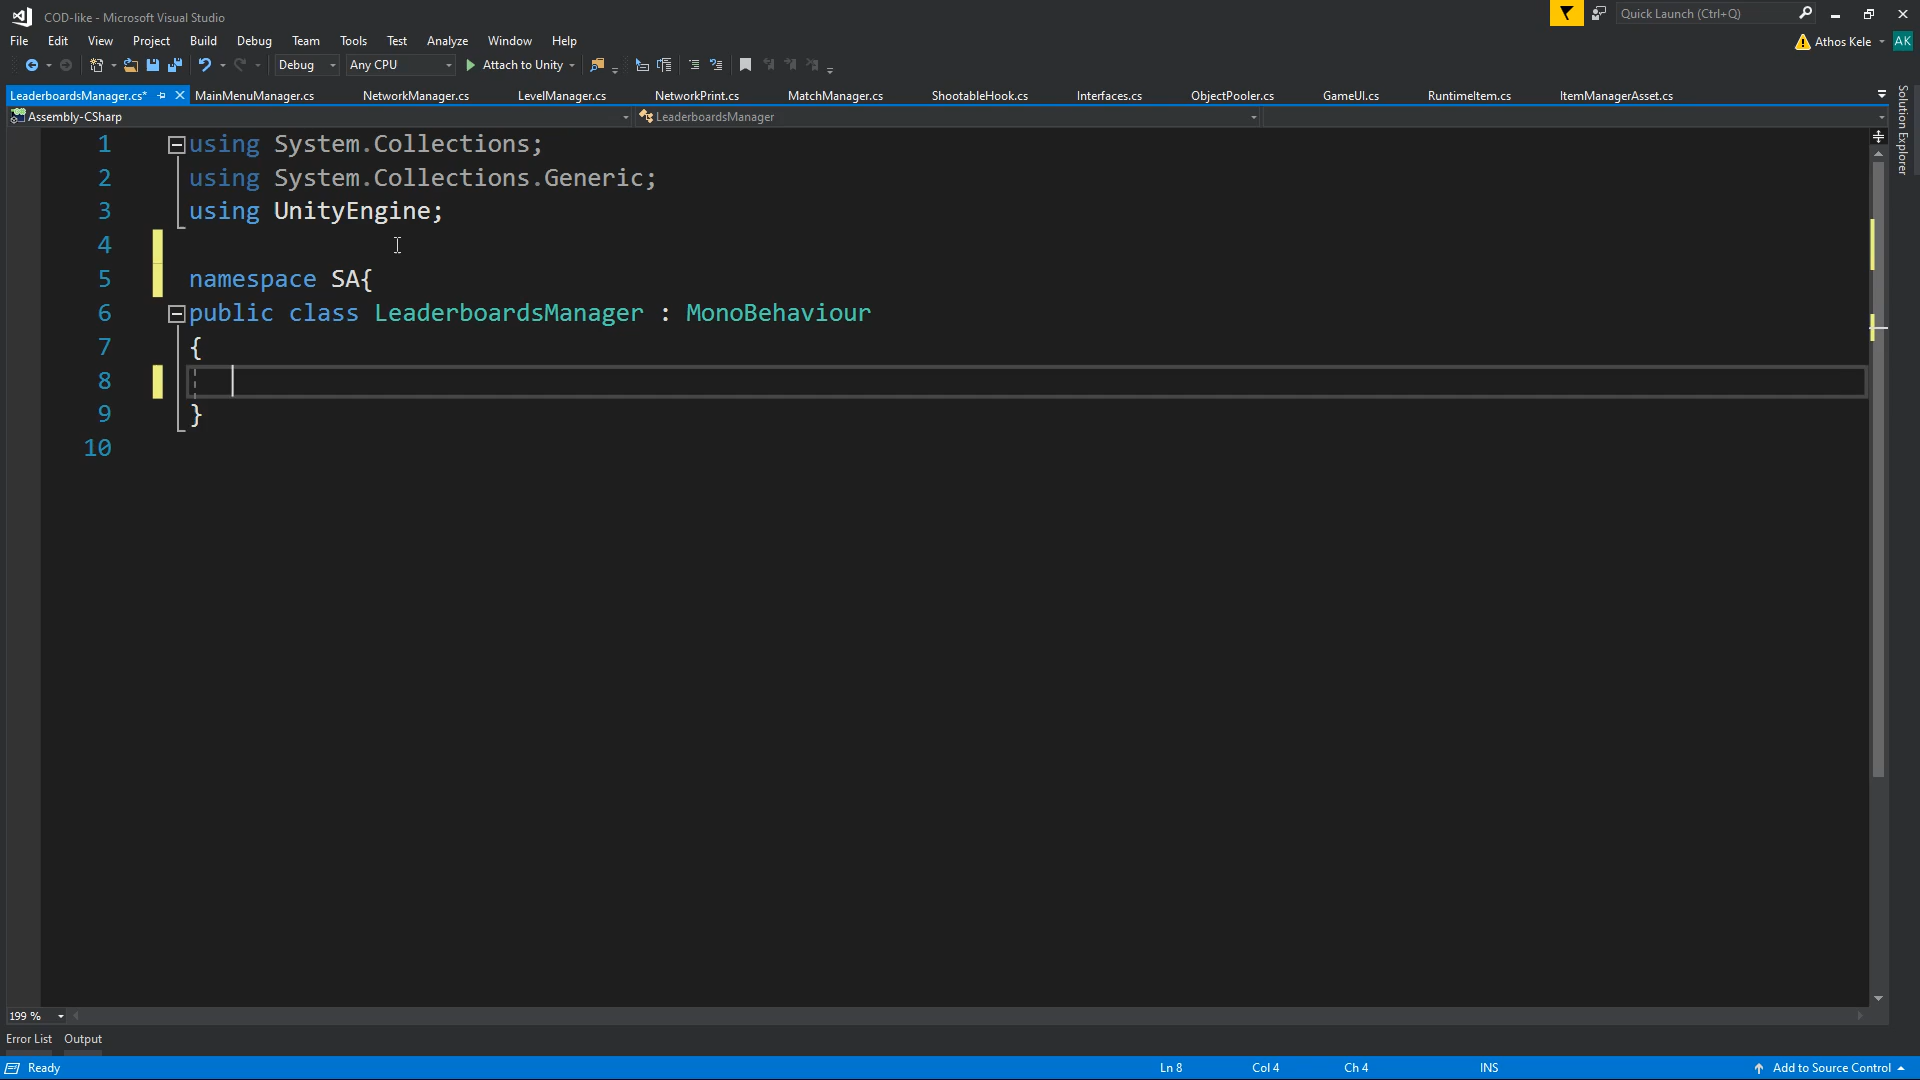 COD-like - Microsoft Visual Studio
Quick Launch (Ctrl+Q)
File Edit View Project Build Debug Team Tools Test Analyze Window Help
Athos Kele AK
Debug Any CPU Attach to Unity
LeaderboardsManager.cs* MainMenuManager.cs NetworkManager.cs LevelManager.cs NetworkPrint.cs MatchManager.cs ShootableHook.cs Interfaces.cs ObjectPooler.cs GameUI.cs RuntimeItem.cs ItemManagerAsset.cs
Assembly-CSharp LeaderboardsManager
Solution Explorer
1 using System.Collections;
2 using System.Collections.Generic;
3 using UnityEngine;
4
5 namespace SA{
6 public class LeaderboardsManager : MonoBehaviour
7 {
8
9 }
10
199 %
Error List Output
Ready Ln 8 Col 4 Ch 4 INS Add to Source Control